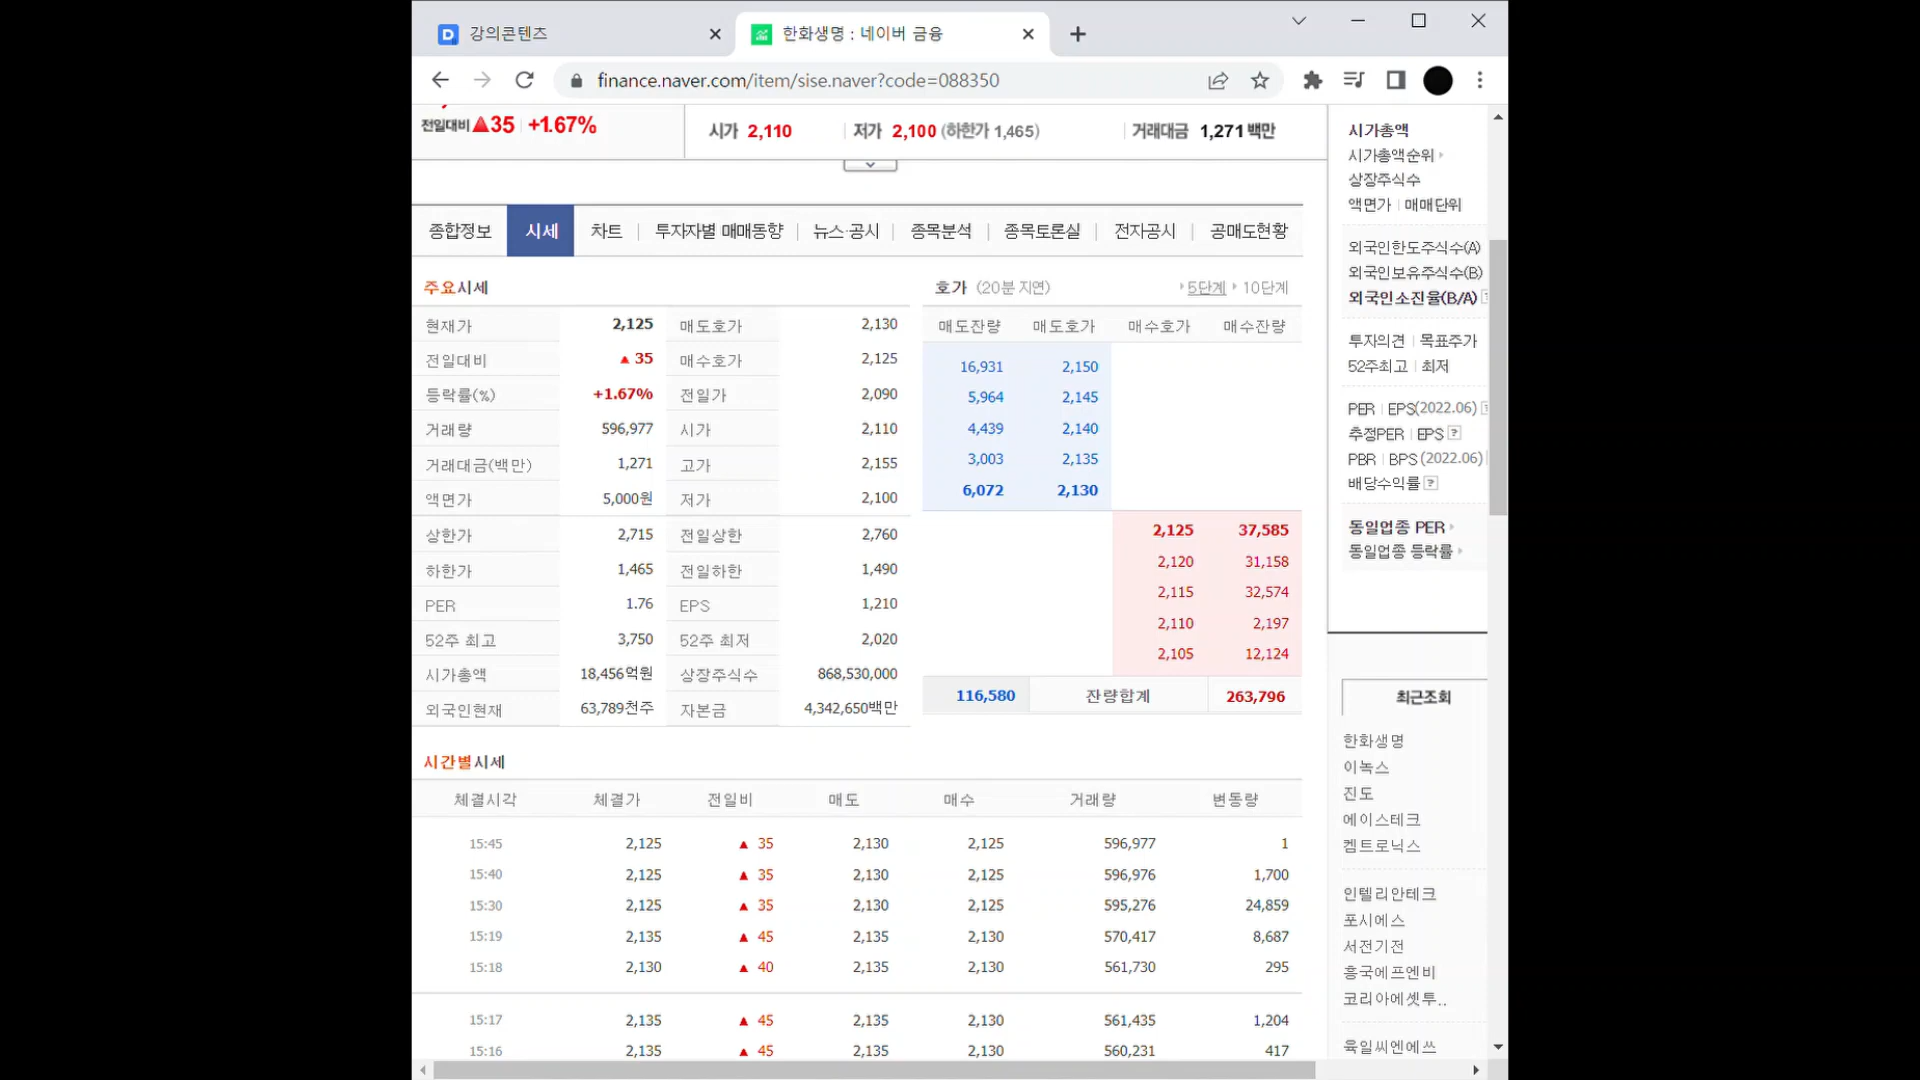 강의콘텐츠
한화생명 : 네이버 금융
finance.naver.com/item/sise.naver?code=088350
전일대비 ▲35 +1.67%
시가 2,110 저가 2,100 (하한가 1,465) 거래대금 1,271 백만
종합정보 시세 차트 투자자별 매매동향 뉴스·공시 종목분석 종목토론실 전자공시 공매도현황
주요시세
현재가 2,125 매도호가 2,130
전일대비 ▲ 35 매수호가 2,125
등락률(%) +1.67% 전일가 2,090
거래량 596,977 시가 2,110
거래대금(백만) 1,271 고가 2,155
액면가 5,000원 저가 2,100
상한가 2,715 전일상한 2,760
하한가 1,465 전일하한 1,490
PER 1.76 EPS 1,210
52주 최고 3,750 52주 최저 2,020
시가총액 18,456억원 상장주식수 868,530,000
외국인현재 63,789천주 자본금 4,342,650백만
호가 (20분 지연) 5단계 10단계
매도잔량 매도호가 매수호가 매수잔량
16,931 2,150
5,964 2,145
4,439 2,140
3,003 2,135
6,072 2,130
2,125 37,585
2,120 31,158
2,115 32,574
2,110 2,197
2,105 12,124
116,580 잔량합계 263,796
시간별시세
체결시각 체결가 전일비 매도 매수 거래량 변동량
15:45 2,125 ▲ 35 2,130 2,125 596,977 1
15:40 2,125 ▲ 35 2,130 2,125 596,976 1,700
15:30 2,125 ▲ 35 2,130 2,125 595,276 24,859
15:19 2,135 ▲ 45 2,135 2,130 570,417 8,687
15:18 2,130 ▲ 40 2,135 2,130 561,730 295
15:17 2,135 ▲ 45 2,135 2,130 561,435 1,204
15:16 2,135 ▲ 45 2,135 2,130 560,231 417
시가총액
시가총액순위
상장주식수
액면가 매매단위
외국인한도주식수(A)
외국인보유주식수(B)
외국인소진율(B/A) ?
투자의견 목표주가
52주최고 최저
PER EPS(2022.06) ?
추정PER EPS ?
PBR BPS (2022.06)
배당수익률 ?
동일업종 PER
동일업종 등락률
최근조회
한화생명
이녹스
진도
에이스테크
켐트로닉스
인텔리안테크
포시에스
서전기전
흥국에프엔비
코리아에셋투..
육일씨엔에쓰